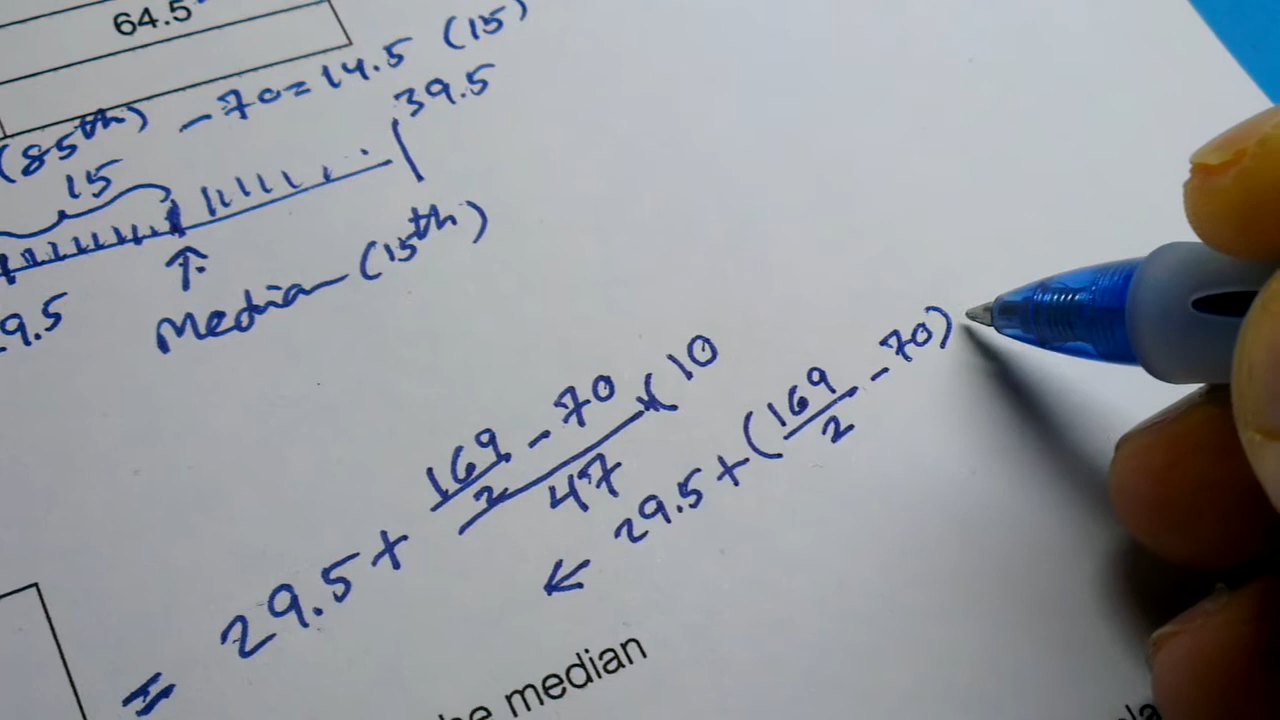 64.5
(85th) - 70 = 14.5 (15)
15
39.5
9.5
Median (15th)
= 29.5 + 169/2 - 70 / 47 × 10
← 29.5 + (169/2 - 70)
he median